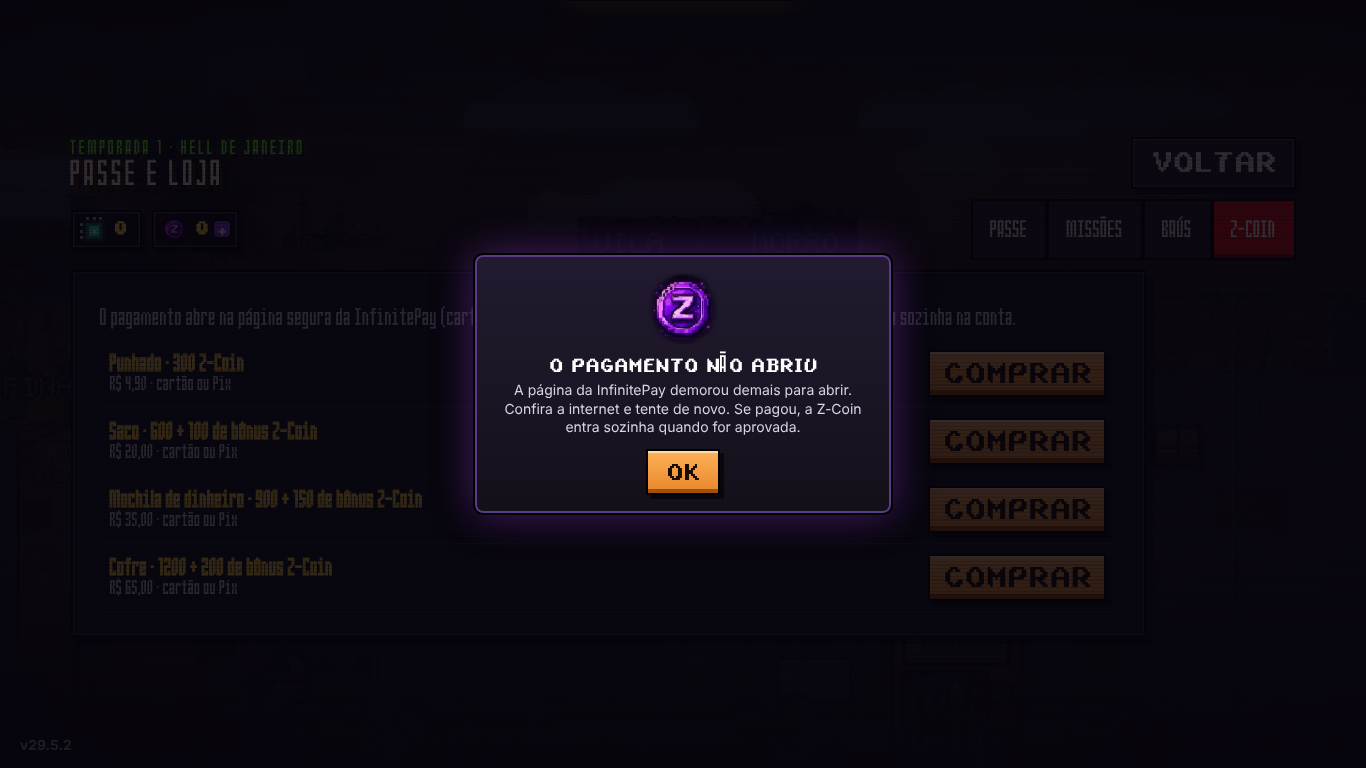 TEMPORADA 1 · HELL DE JANEIRO
PASSE E LOJA
VOLTAR
0
Z
0
+
PASSE
MISSÕES
BAÚS
Z-COIN
O pagamento abre na página segura da InfinitePay (cart
sozinha na conta.
Punhado · 300 Z-Coin
R$ 4,90 · cartão ou Pix
COMPRAR
Saco · 600 + 100 de bônus Z-Coin
R$ 20,00 · cartão ou Pix
COMPRAR
Mochila de dinheiro · 900 + 150 de bônus Z-Coin
R$ 35,00 · cartão ou Pix
COMPRAR
Cofre · 1200 + 200 de bônus Z-Coin
R$ 65,00 · cartão ou Pix
COMPRAR
Z
O PAGAMENTO NÃO ABRIU
A página da InfinitePay demorou demais para abrir.
Confira a internet e tente de novo. Se pagou, a Z-Coin
entra sozinha quando for aprovada.
OK
v29.5.2